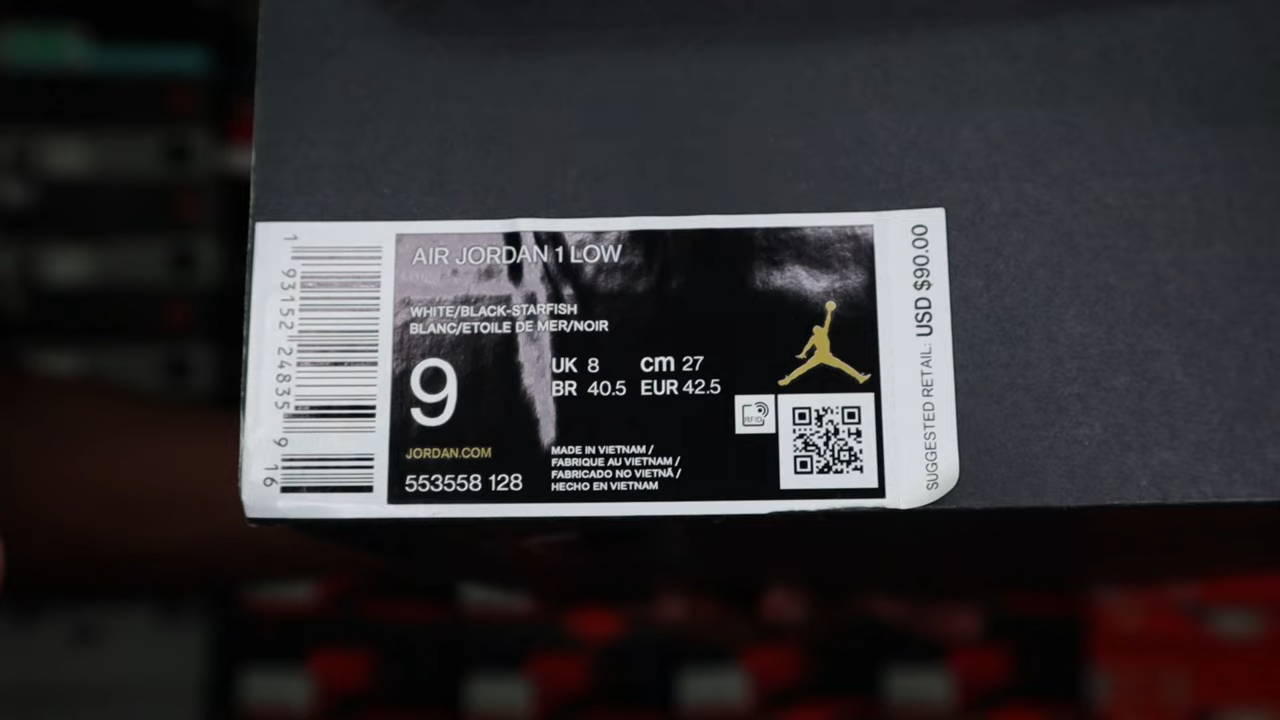 1 93152 24835 9 16
AIR JORDAN 1 LOW
WHITE/BLACK-STARFISH
BLANC/ETOILE DE MER/NOIR
9
UK 8 cm 27
BR 40.5 EUR 42.5
JORDAN.COM
553558 128
MADE IN VIETNAM /
FABRIQUE AU VIETNAM /
FABRICADO NO VIETNÃ /
HECHO EN VIETNAM
RFID
SUGGESTED RETAIL: USD $90.00